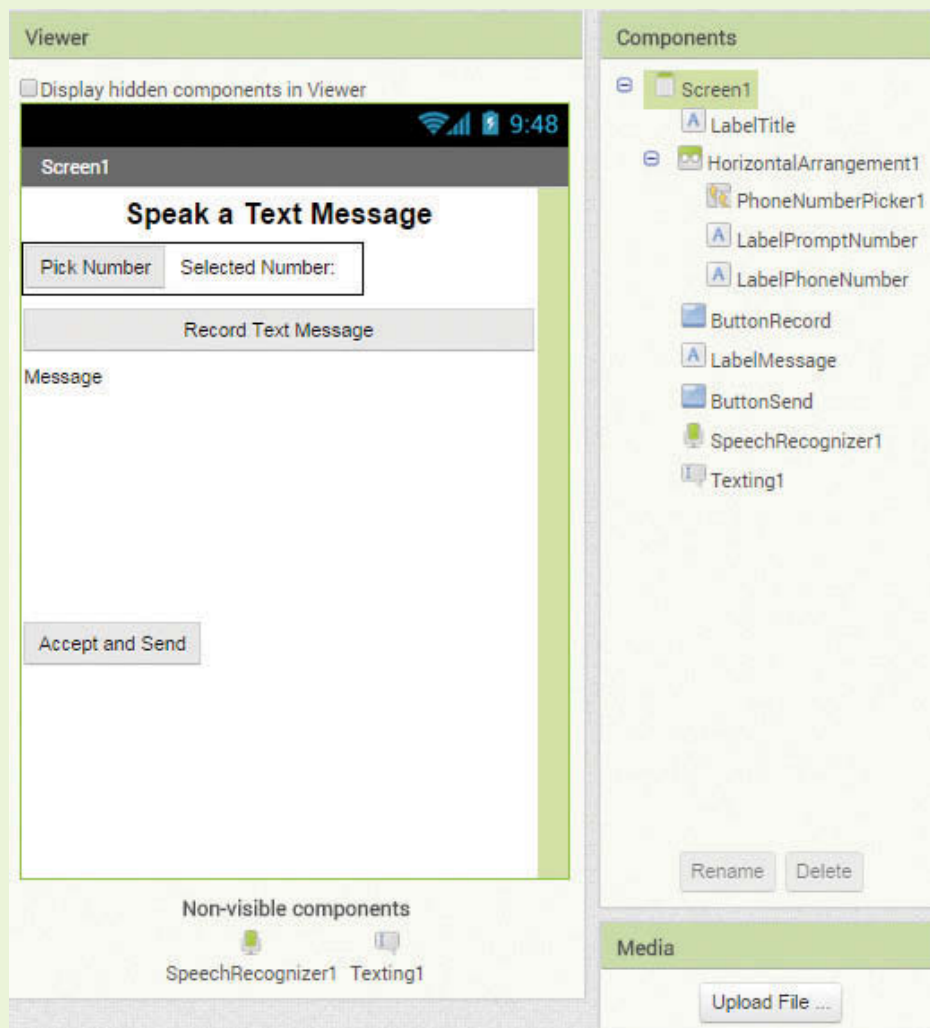 Viewer
Display hidden components in Viewer
9:48
Screen1
Speak a Text Message
Pick Number Selected Number:
Record Text Message
Message
Accept and Send
Non-visible components
SpeechRecognizer1 Texting1
Components
Screen1
LabelTitle
HorizontalArrangement1
PhoneNumberPicker1
LabelPromptNumber
LabelPhoneNumber
ButtonRecord
LabelMessage
ButtonSend
SpeechRecognizer1
Texting1
Rename Delete
Media
Upload File ...